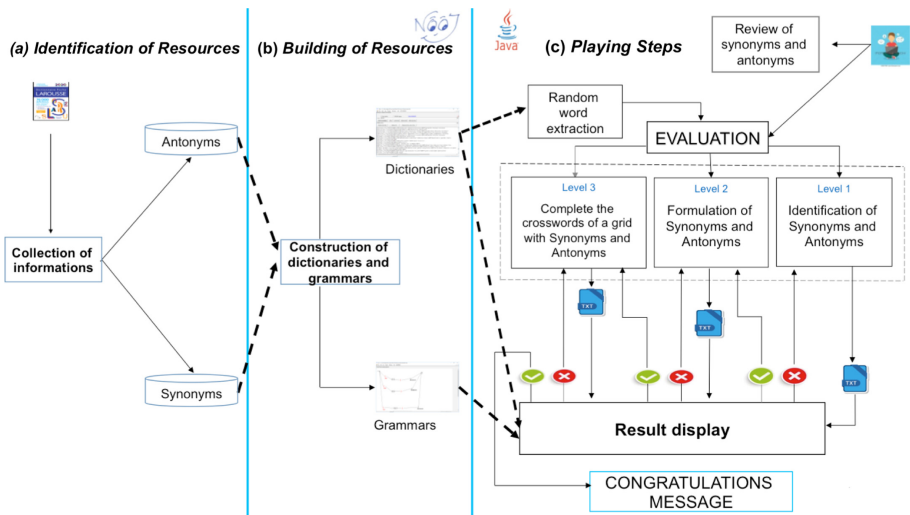 (a) Identification of Resources
LAROUSSE
Antonyms
Collection of
informations
Synonyms
NooJ
(b) Building of Resources
Dictionaries
Construction of
dictionaries and
grammars
Grammars
Java
(c) Playing Steps
Review of
synonyms and
antonyms
Random
word
extraction
EVALUATION
Level 3
Complete the
crosswords of a grid
with Synonyms and
Antonyms
Level 2
Formulation of
Synonyms and
Antonyms
Level 1
Identification of
Synonyms and
Antonyms
TXT
TXT
TXT
Result display
CONGRATULATIONS
MESSAGE